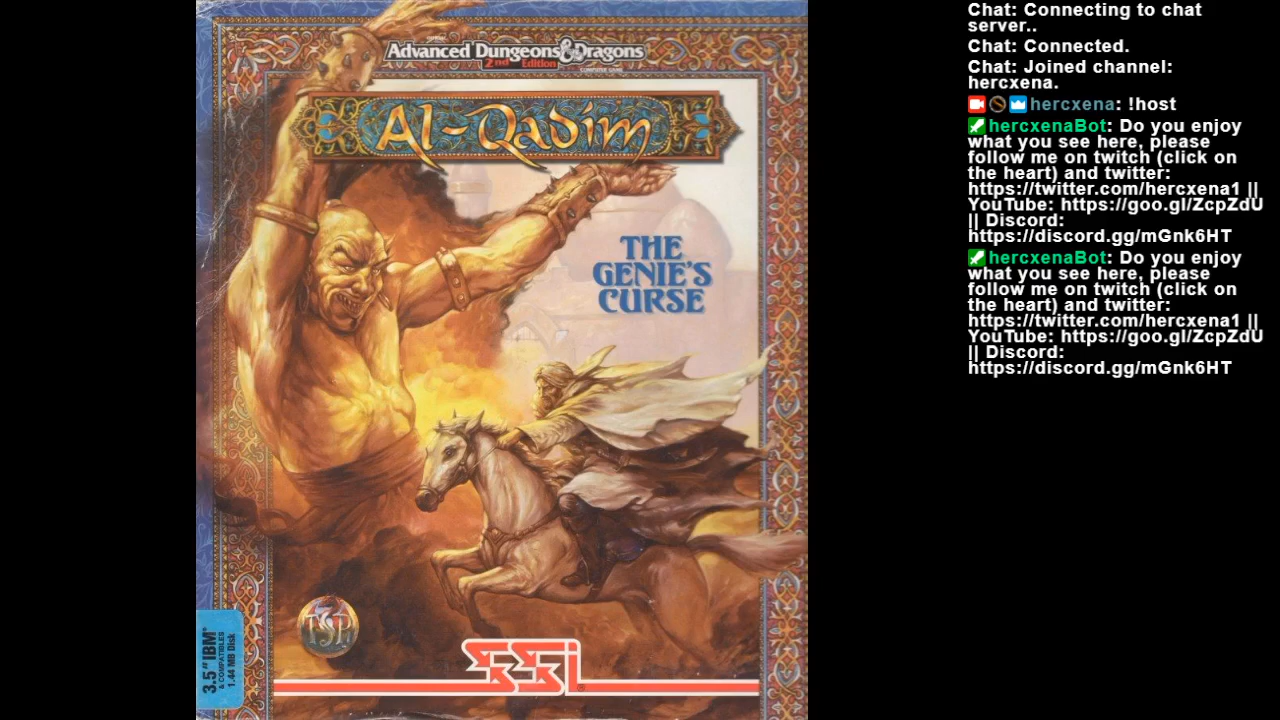 OFFICIAL
Advanced Dungeons & Dragons
2nd Edition
COMPUTER GAME
Al-Qadim
THE
GENIE'S
CURSE
TSR
SSI
3.5" IBM®
& COMPATIBLES
1.44 MB Disk
Chat: Connecting to chat
server..
Chat: Connected.
Chat: Joined channel:
hercxena.
hercxena: !host
hercxenaBot: Do you enjoy
what you see here, please
follow me on twitch (click on
the heart) and twitter:
https://twitter.com/hercxena1 ||
YouTube: https://goo.gl/ZcpZdU
|| Discord:
https://discord.gg/mGnk6HT
hercxenaBot: Do you enjoy
what you see here, please
follow me on twitch (click on
the heart) and twitter:
https://twitter.com/hercxena1 ||
YouTube: https://goo.gl/ZcpZdU
|| Discord:
https://discord.gg/mGnk6HT